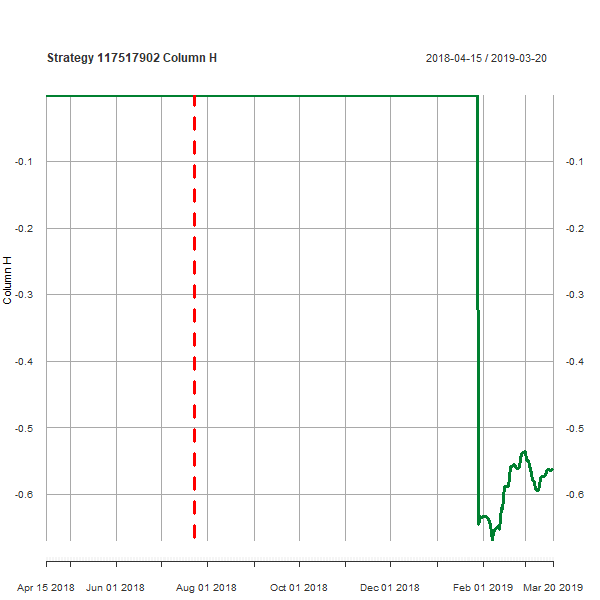 Strategy 117517902 Column H
2018-04-15 / 2019-03-20
-0.1 -0.1
-0.2 -0.2
-0.3 -0.3
-0.4 -0.4
-0.5 -0.5
-0.6 -0.6
Column H
Apr 15 2018 Jun 01 2018 Aug 01 2018 Oct 01 2018 Dec 01 2018 Feb 01 2019 Mar 20 2019